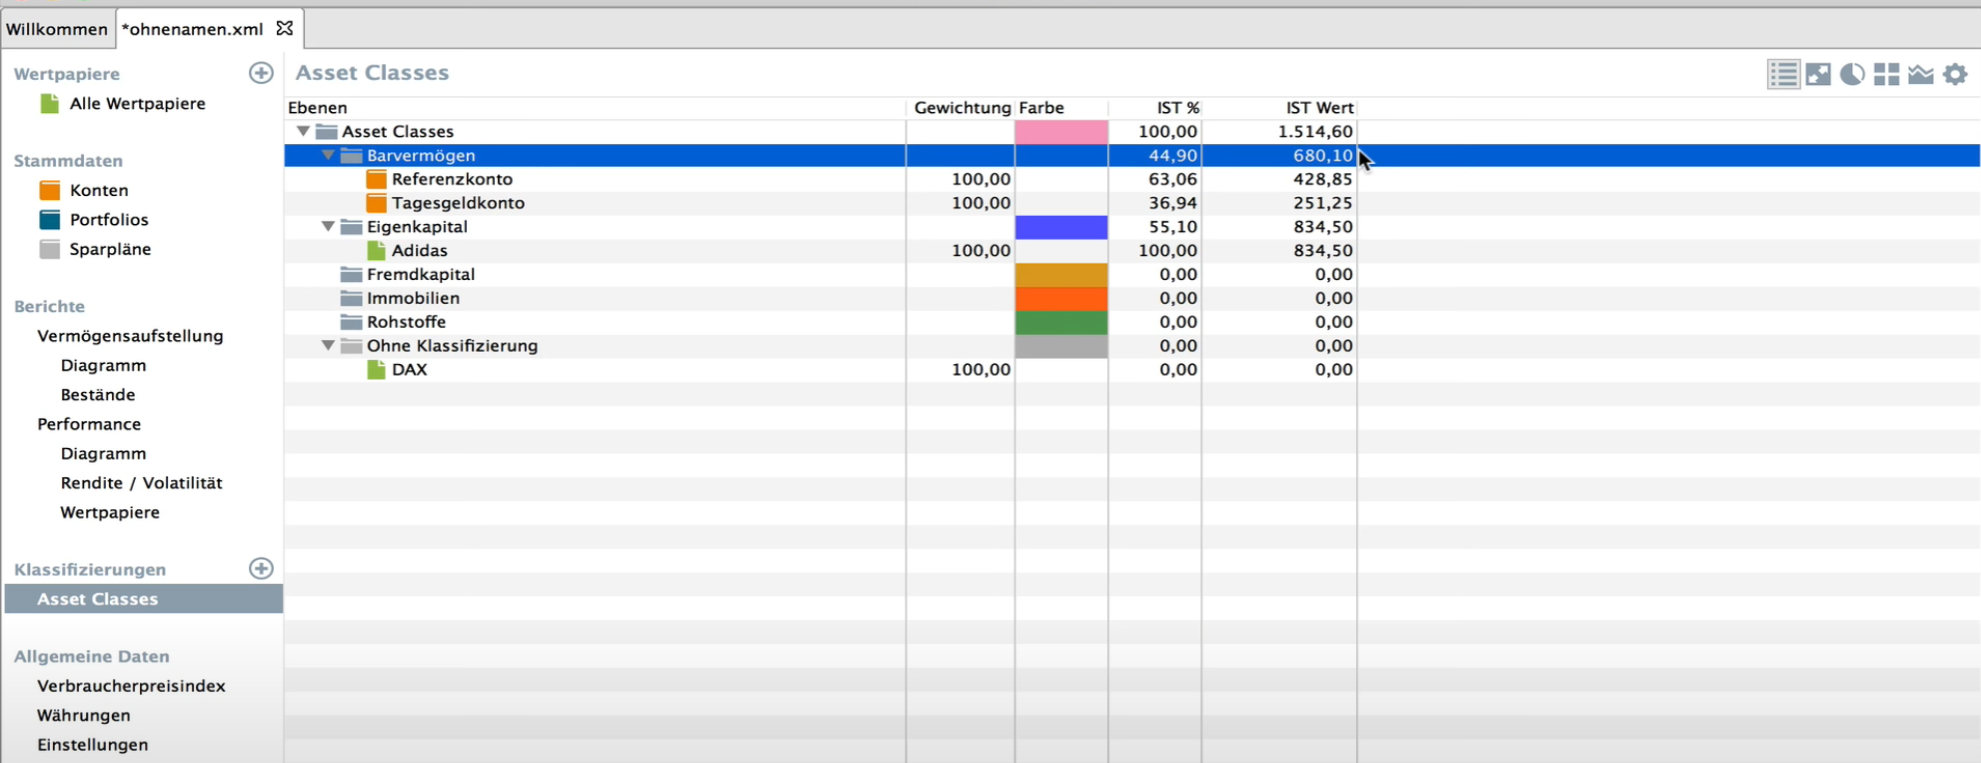 Willkommen *ohnenamen.xml
Wertpapiere
Alle Wertpapiere
Stammdaten
Konten
Portfolios
Sparpläne
Berichte
Vermögensaufstellung
Diagramm
Bestände
Performance
Diagramm
Rendite / Volatilität
Wertpapiere
Klassifizierungen
Asset Classes
Allgemeine Daten
Verbraucherpreisindex
Währungen
Einstellungen
Asset Classes
Ebenen Gewichtung Farbe IST % IST Wert
Asset Classes 100,00 1.514,60
Barvermögen 44,90 680,10
Referenzkonto 100,00 63,06 428,85
Tagesgeldkonto 100,00 36,94 251,25
Eigenkapital 55,10 834,50
Adidas 100,00 100,00 834,50
Fremdkapital 0,00 0,00
Immobilien 0,00 0,00
Rohstoffe 0,00 0,00
Ohne Klassifizierung 0,00 0,00
DAX 100,00 0,00 0,00